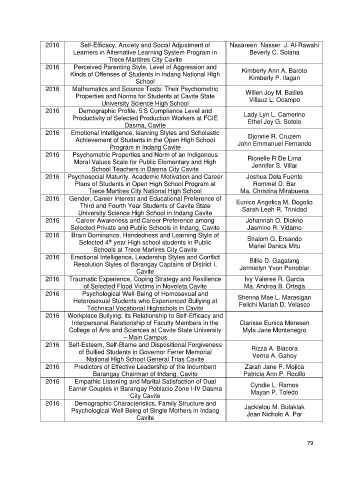 2016 Self-Efficacy, Anxiety and Social Adjustment of Nasareen Nasser J. Al-Rawahi
Learners in Alternative Learning System Program in Beverly C. Solana
Trece Martires City Cavite
2016 Perceived Parenting Style, Level of Aggression and Kimberly Ann A. Baroto
Kinds of Offenses of Students in Indang National High Kimberly P. Ilagan
School
2016 Mathematics and Science Tests: Their Psychometric Willen Joy M. Batiles
Properties and Norms for Students at Cavite State Villauz L. Ocampo
University Science High School
2016 Demographic Profile, 5'S Compliance Level and Lady Lyn L. Camerino
Productivity of Selected Production Workers at FCIE Ethel Joy G. Sotelo
Dasma, Cavite
2016 Emotional Intelligence, learning Styles and Scholastic Djonnie R. Cruzem
Achievement of Students in the Open High School John Emmanuel Fernando
Program in Indang Cavite
2016 Psychometric Properties and Norm of an Indigenous Rionelle R De Lima
Moral Values Scale for Public Elementary and High Jennifer S. Villar
School Teachers in Dasma City Cavite
2016 Psychosocial Maturity, Academic Motivation and Career Joshua Dola Fuente
Plans of Students in Open High School Program at Rommel D. Bar
Trece Martires City National High School Ma. Christina Mirabuena
2016 Gender, Career Interest and Educational Preference of Eunice Angelica M. Dogelio
Third and Fourth Year Students of Cavite State Sarah Leah R. Trinidad
University Science High School in Indang Cavite
2016 Career Awareness and Career Preference among Johannah O. Diokno
Selected Private and Public Schools in Indang, Cavite Jasmine R. Vidamo
2016 Brain Dominance, Handedness and Learning Style of Shalom G. Ersando
Selected 4th year High school students in Public Mariel Danica Mitu
Schools at Trece Martires City Cavite
2016 Emotional Intelligence, Leadership Styles and Conflict Billie D. Gagalang
Resolution Styles of Barangay Captains of District I, Jermielyn Yvon Penoblar
Cavite
2016 Traumatic Experience, Coping Strategy and Resilience Ivy Valeree R. Garcia
of Selected Flood Victims in Noveleta Cavite Ma. Andrea B. Ortega
2016 Psychological Well-Being of Homosexual and Shenna Mae L. Marasigan
Heterosexual Students who Experienced Bullying at Felichi Mariah D. Velasco
Technical Vocational Highschools in Cavite
2016 Workplace Bullying: Its Relationship to Self-Efficacy and Clarisse Eunica Meresen
Interpersonal Relationship of Faculty Members in the Myla Jane Montenegro
College of Arts and Sciences at Cavite State University
– Main Campus
2016 Self-Esteem, Self-Blame and Dispositional Forgiveness Rizza A. Biacora
of Bullied Students in Governor Ferrer Memorial Verna A. Gahoy
National High School General Trias Cavite
2016 Predictors of Effective Leadership of the Incumbent Zarah Jane P. Mojica
Barangay Chairman of Indang, Cavite Patricia Ann P. Rocillo
2016 Empathic Listening and Marital Satisfaction of Dual Cyndie L. Ramos
Earner Couples in Barangay Poblacio Zone I-IV Dasma Mayan P. Toledo
City Cavite
2016 Demographic Characteristics, Family Structure and Jackielou M. Bulaklak
Psychological Well Being of Single Mothers in Indang Jean Nichole A. Par
Cavite
79